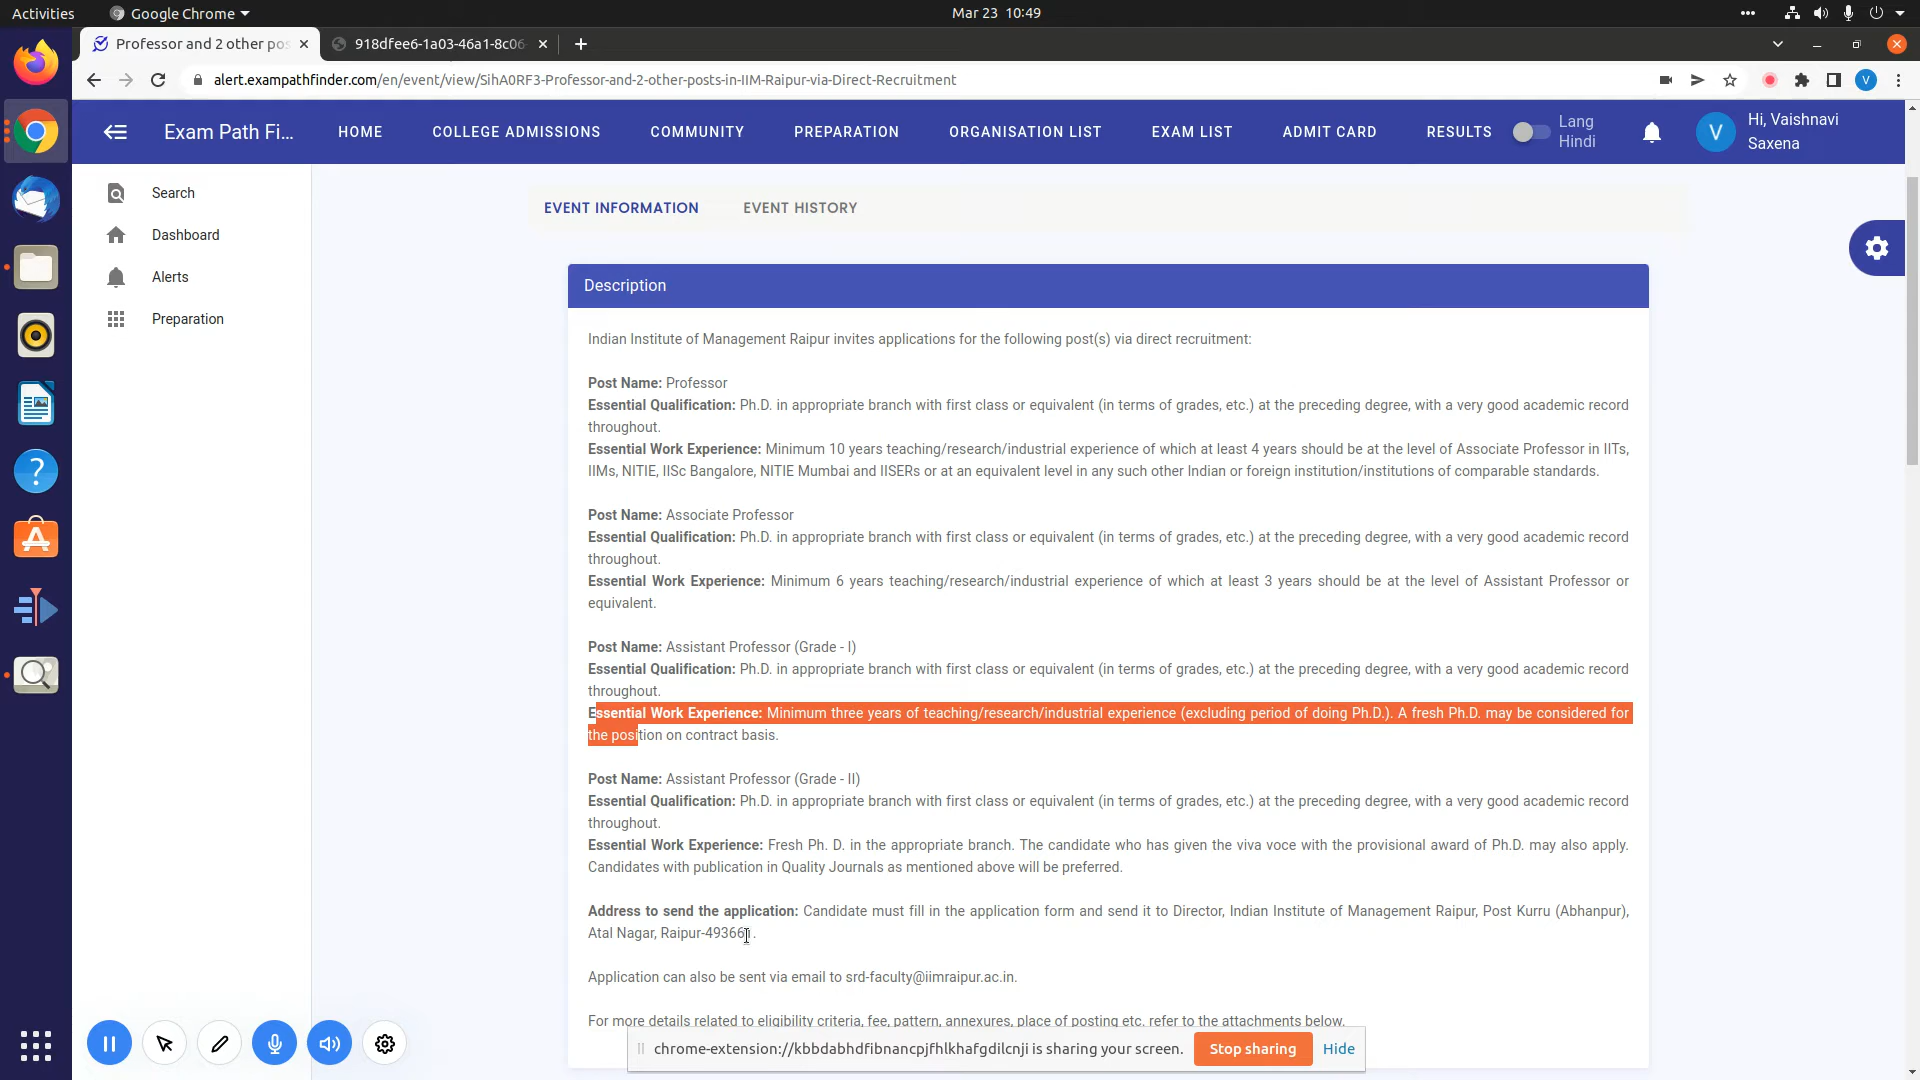 Activities Google Chrome Mar 23 10:49
Professor and 2 other pos 918dfee6-1a03-46a1-8c06
alert.exampathfinder.com/en/event/view/SihA0RF3-Professor-and-2-other-posts-in-IIM-Raipur-via-Direct-Recruitment V
Exam Path Fi... HOME COLLEGE ADMISSIONS COMMUNITY PREPARATION ORGANISATION LIST EXAM LIST ADMIT CARD RESULTS Lang Hindi V Hi, Vaishnavi Saxena
Search
Dashboard
Alerts
Preparation
EVENT INFORMATION EVENT HISTORY
Description
Indian Institute of Management Raipur invites applications for the following post(s) via direct recruitment:
Post Name: Professor
Essential Qualification: Ph.D. in appropriate branch with first class or equivalent (in terms of grades, etc.) at the preceding degree, with a very good academic record
throughout.
Essential Work Experience: Minimum 10 years teaching/research/industrial experience of which at least 4 years should be at the level of Associate Professor in IITs,
IIMs, NITIE, IISc Bangalore, NITIE Mumbai and IISERs or at an equivalent level in any such other Indian or foreign institution/institutions of comparable standards.
Post Name: Associate Professor
Essential Qualification: Ph.D. in appropriate branch with first class or equivalent (in terms of grades, etc.) at the preceding degree, with a very good academic record
throughout.
Essential Work Experience: Minimum 6 years teaching/research/industrial experience of which at least 3 years should be at the level of Assistant Professor or
equivalent.
Post Name: Assistant Professor (Grade - I)
Essential Qualification: Ph.D. in appropriate branch with first class or equivalent (in terms of grades, etc.) at the preceding degree, with a very good academic record
throughout.
Essential Work Experience: Minimum three years of teaching/research/industrial experience (excluding period of doing Ph.D.). A fresh Ph.D. may be considered for
the position on contract basis.
Post Name: Assistant Professor (Grade - II)
Essential Qualification: Ph.D. in appropriate branch with first class or equivalent (in terms of grades, etc.) at the preceding degree, with a very good academic record
throughout.
Essential Work Experience: Fresh Ph. D. in the appropriate branch. The candidate who has given the viva voce with the provisional award of Ph.D. may also apply.
Candidates with publication in Quality Journals as mentioned above will be preferred.
Address to send the application: Candidate must fill in the application form and send it to Director, Indian Institute of Management Raipur, Post Kurru (Abhanpur),
Atal Nagar, Raipur-493661.
Application can also be sent via email to srd-faculty@iimraipur.ac.in.
For more details related to eligibility criteria, fee, pattern, annexures, place of posting etc. refer to the attachments below.
chrome-extension://kbbdabhdfibnancpjfhlkhafgdilcnji is sharing your screen. Stop sharing Hide